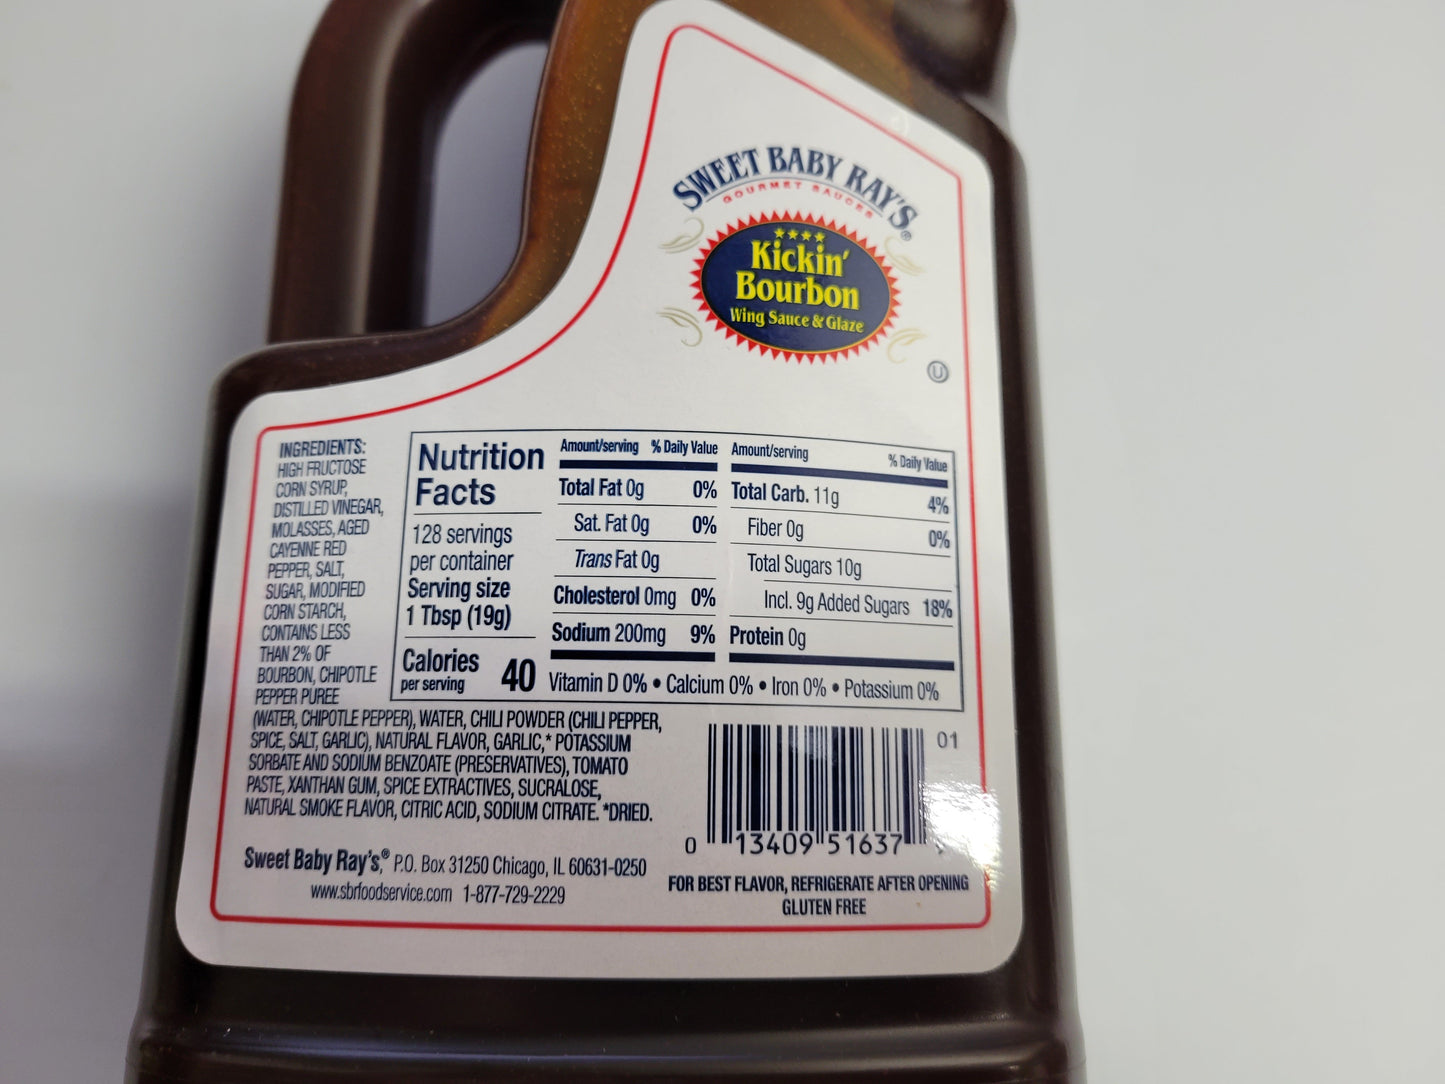 SWEET BABY RAY'S®
GOURMET SAUCES
Kickin'
Bourbon
Wing Sauce & Glaze
U
INGREDIENTS:
HIGH FRUCTOSE
CORN SYRUP,
DISTILLED VINEGAR,
MOLASSES, AGED
CAYENNE RED
PEPPER, SALT,
SUGAR, MODIFIED
CORN STARCH,
CONTAINS LESS
THAN 2% OF
BOURBON, CHIPOTLE
PEPPER PUREE
(WATER, CHIPOTLE PEPPER), WATER, CHILI POWDER (CHILI PEPPER,
SPICE, SALT, GARLIC), NATURAL FLAVOR, GARLIC,* POTASSIUM
SORBATE AND SODIUM BENZOATE (PRESERVATIVES), TOMATO
PASTE, XANTHAN GUM, SPICE EXTRACTIVES, SUCRALOSE,
NATURAL SMOKE FLAVOR, CITRIC ACID, SODIUM CITRATE. *DRIED.
Nutrition
Facts
128 servings
per container
Serving size
1 Tbsp (19g)
Calories
per serving 40
Amount/serving % Daily Value
Total Fat 0g 0%
Sat. Fat 0g 0%
Trans Fat 0g
Cholesterol 0mg 0%
Sodium 200mg 9%
Amount/serving % Daily Value
Total Carb. 11g 4%
Fiber 0g 0%
Total Sugars 10g
Incl. 9g Added Sugars 18%
Protein 0g
Vitamin D 0% • Calcium 0% • Iron 0% • Potassium 0%
01
0 13409 51637
Sweet Baby Ray's,® P.O. Box 31250 Chicago, IL 60631-0250
www.sbrfoodservice.com 1-877-729-2229
FOR BEST FLAVOR, REFRIGERATE AFTER OPENING
GLUTEN FREE